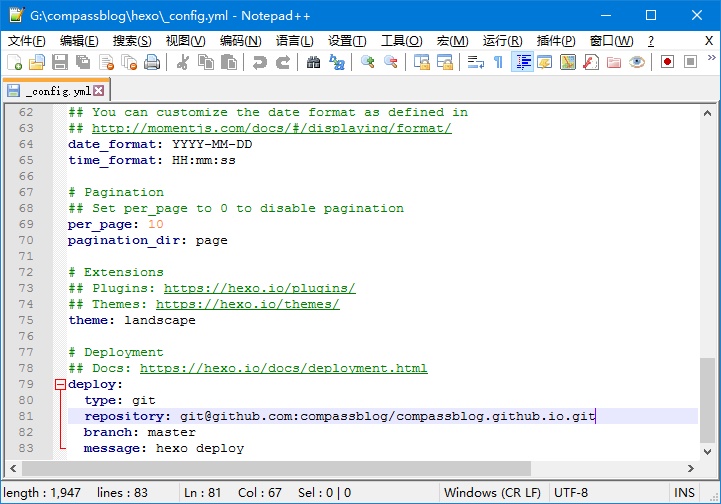 G:\compassblog\hexo\_config.yml - Notepad++
文件(F) 编辑(E) 搜索(S) 视图(V) 编码(N) 语言(L) 设置(T) 工具(O) 宏(M) 运行(R) 插件(P) 窗口(W) ? X
_config.yml
62 ## You can customize the date format as defined in
63 ## http://momentjs.com/docs/#/displaying/format/
64 date_format: YYYY-MM-DD
65 time_format: HH:mm:ss
66
67 # Pagination
68 ## Set per_page to 0 to disable pagination
69 per_page: 10
70 pagination_dir: page
71
72 # Extensions
73 ## Plugins: https://hexo.io/plugins/
74 ## Themes: https://hexo.io/themes/
75 theme: landscape
76
77 # Deployment
78 ## Docs: https://hexo.io/docs/deployment.html
79 deploy:
80 type: git
81 repository: git@github.com:compassblog/compassblog.github.io.git
82 branch: master
83 message: hexo deploy
length : 1,947 lines : 83 Ln : 81 Col : 67 Sel : 0 | 0 Windows (CR LF) UTF-8 INS